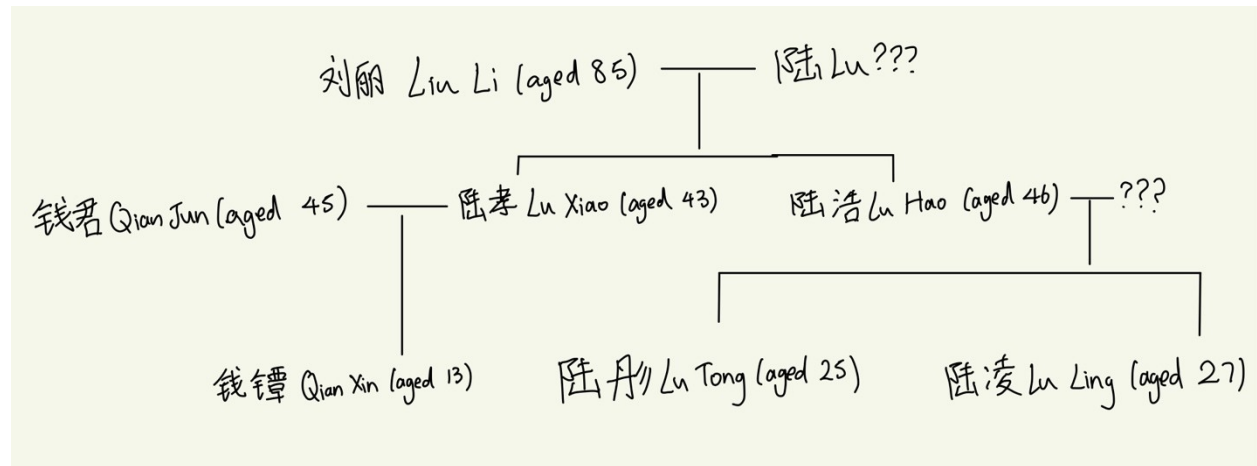 刘丽 Liu Li (aged 85) 陆 Lu???
钱君 Qian Jun (aged 45) 陆孝 Lu Xiao (aged 43) 陆浩 Lu Hao (aged 46) ???
钱镡 Qian Xin (aged 13) 陆彤 Lu Tong (aged 25) 陆凌 Lu Ling (aged 27)